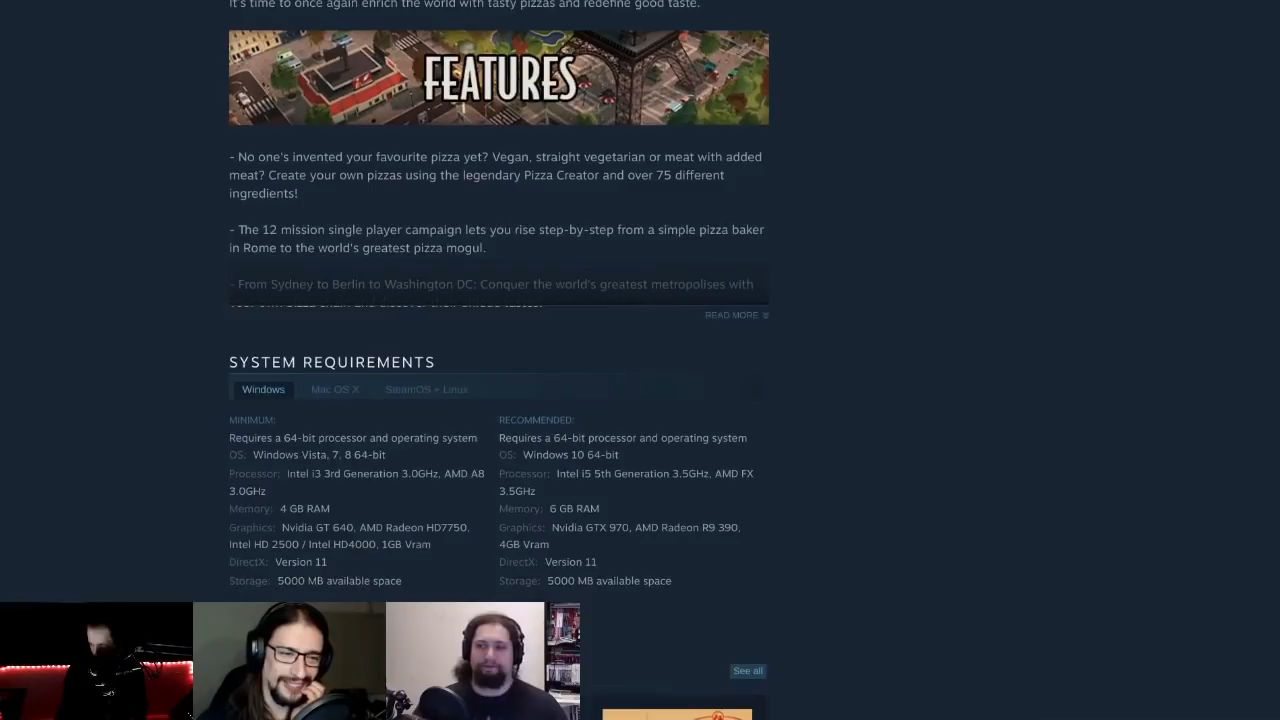 It's time to once again enrich the world with tasty pizzas and redefine good taste.
FEATURES
- No one's invented your favourite pizza yet? Vegan, straight vegetarian or meat with added
meat? Create your own pizzas using the legendary Pizza Creator and over 75 different
ingredients!
- The 12 mission single player campaign lets you rise step-by-step from a simple pizza baker
in Rome to the world's greatest pizza mogul.
- From Sydney to Berlin to Washington DC: Conquer the world's greatest metropolises with
READ MORE
SYSTEM REQUIREMENTS
Windows Mac OS X SteamOS + Linux
MINIMUM:
Requires a 64-bit processor and operating system
OS: Windows Vista, 7, 8 64-bit
Processor: Intel i3 3rd Generation 3.0GHz, AMD A8
3.0GHz
Memory: 4 GB RAM
Graphics: Nvidia GT 640, AMD Radeon HD7750,
Intel HD 2500 / Intel HD4000, 1GB Vram
DirectX: Version 11
Storage: 5000 MB available space
RECOMMENDED:
Requires a 64-bit processor and operating system
OS: Windows 10 64-bit
Processor: Intel i5 5th Generation 3.5GHz, AMD FX
3.5GHz
Memory: 6 GB RAM
Graphics: Nvidia GTX 970, AMD Radeon R9 390,
4GB Vram
DirectX: Version 11
Storage: 5000 MB available space
See all